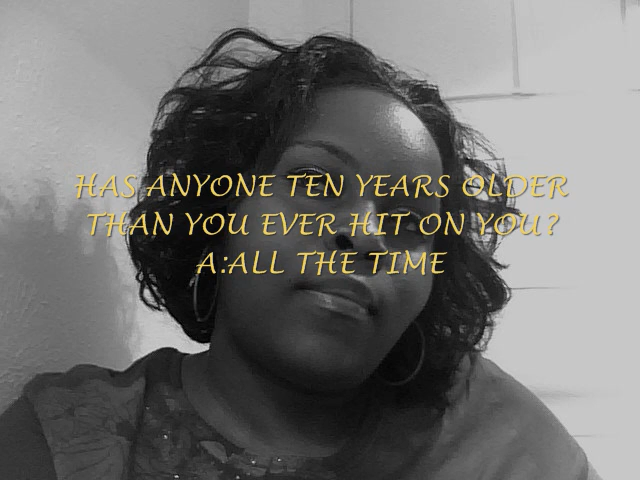 HAS ANYONE TEN YEARS OLDER
THAN YOU EVER HIT ON YOU?
A:ALL THE TIME